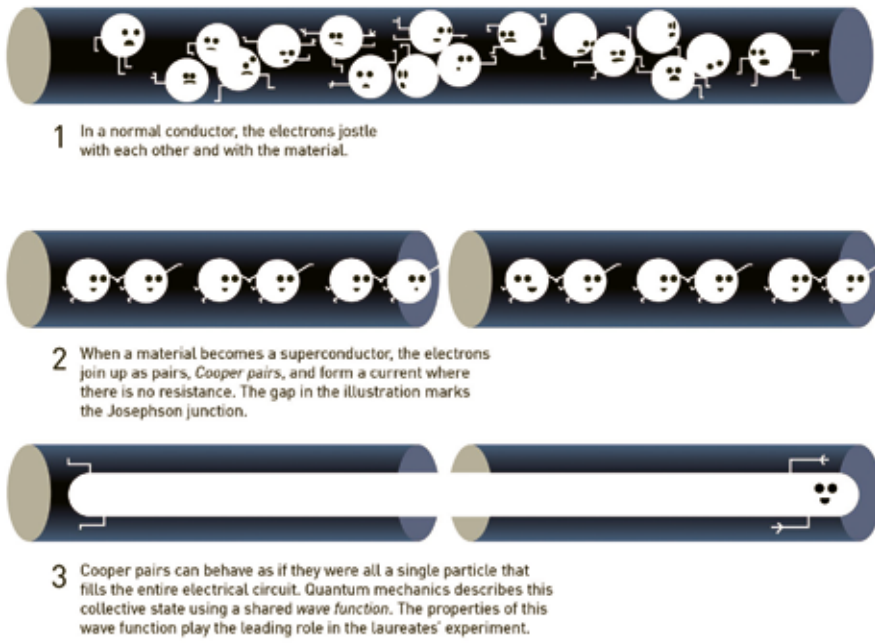 1 In a normal conductor, the electrons jostle
with each other and with the material.
2 When a material becomes a superconductor, the electrons
join up as pairs, Cooper pairs, and form a current where
there is no resistance. The gap in the illustration marks
the Josephson junction.
3 Cooper pairs can behave as if they were all a single particle that
fills the entire electrical circuit. Quantum mechanics describes this
collective state using a shared wave function. The properties of this
wave function play the leading role in the laureates' experiment.